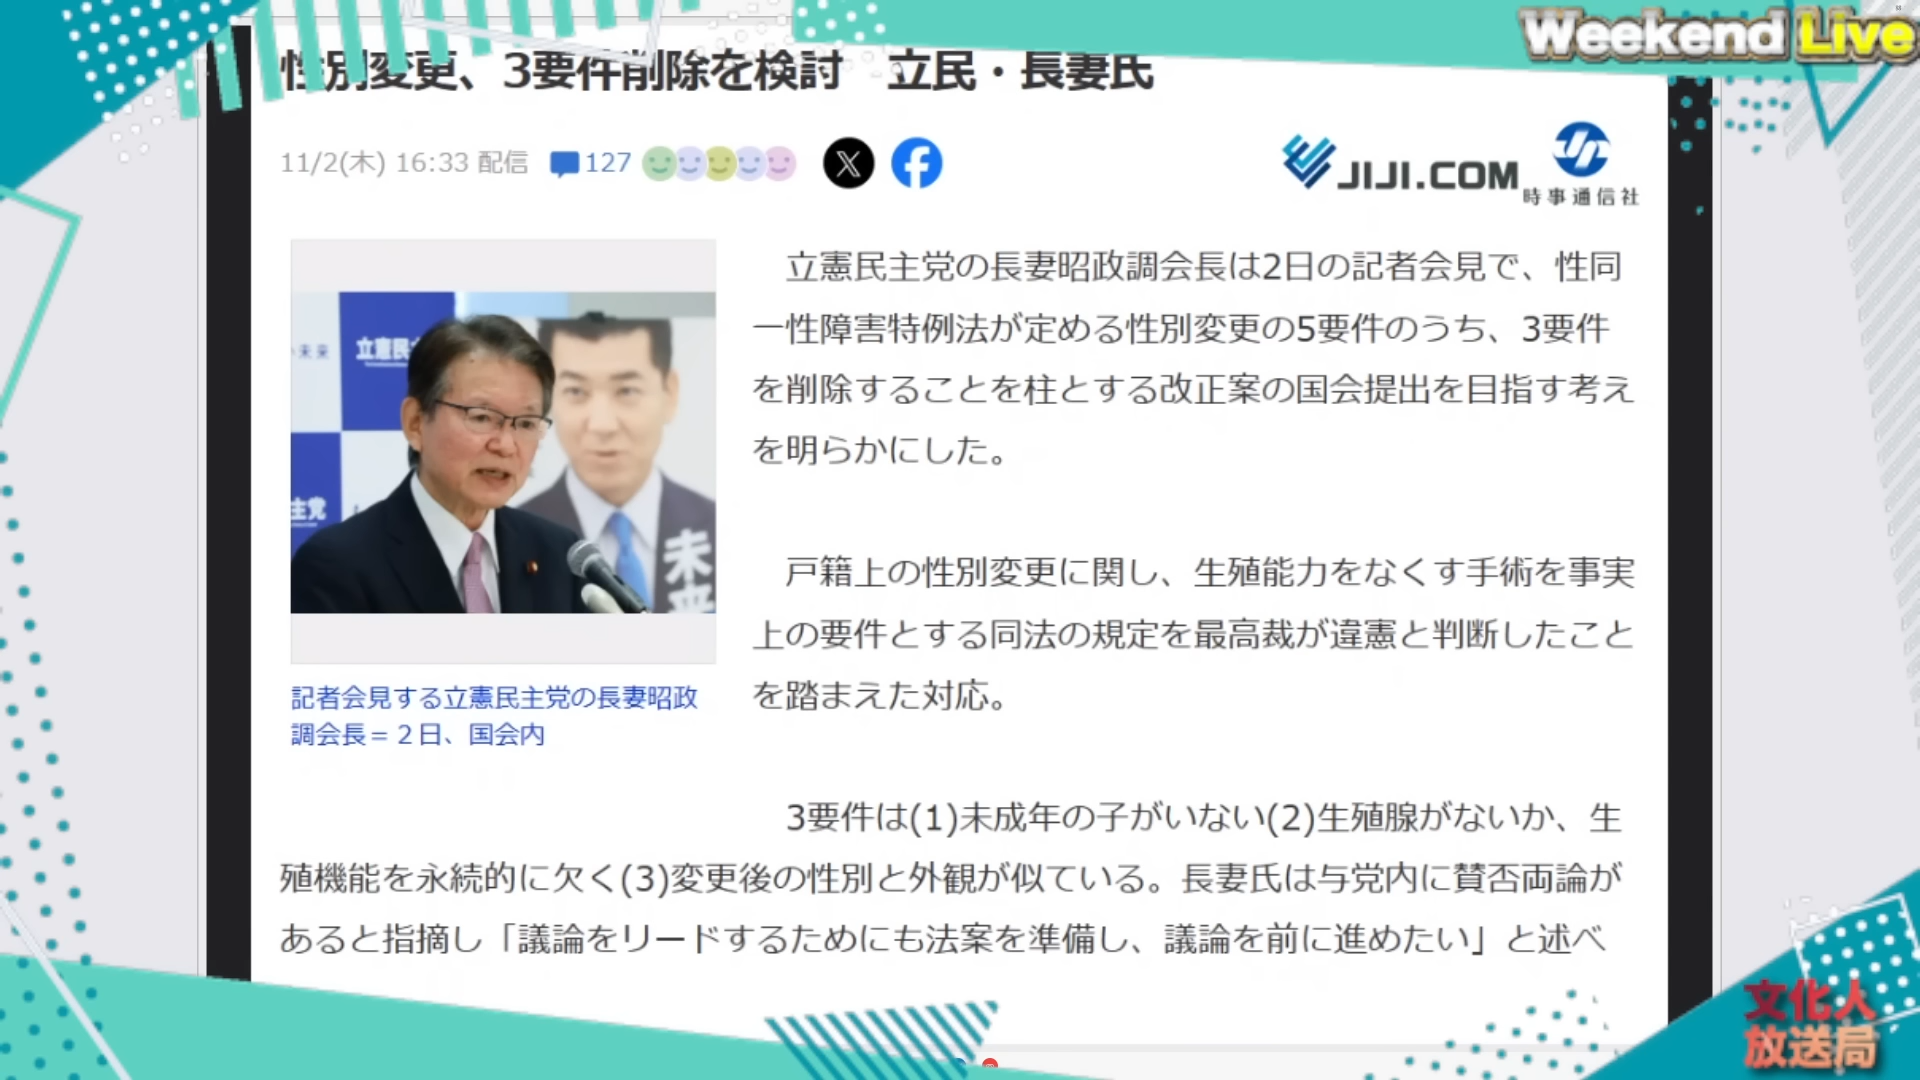 Weekend Live
性別変更、3要件削除を検討　立民・長妻氏
11/2(木) 16:33 配信
127
JIJI.COM
時事通信社
立憲民主党の長妻昭政調会長は2日の記者会見で、性同
一性障害特例法が定める性別変更の5要件のうち、3要件
を削除することを柱とする改正案の国会提出を目指す考え
を明らかにした。
未来
立憲民主
主党
未来
戸籍上の性別変更に関し、生殖能力をなくす手術を事実
上の要件とする同法の規定を最高裁が違憲と判断したこと
を踏まえた対応。
記者会見する立憲民主党の長妻昭政
調会長＝２日、国会内
3要件は(1)未成年の子がいない(2)生殖腺がないか、生
殖機能を永続的に欠く(3)変更後の性別と外観が似ている。長妻氏は与党内に賛否両論が
あると指摘し「議論をリードするためにも法案を準備し、議論を前に進めたい」と述べ
文化人
放送局